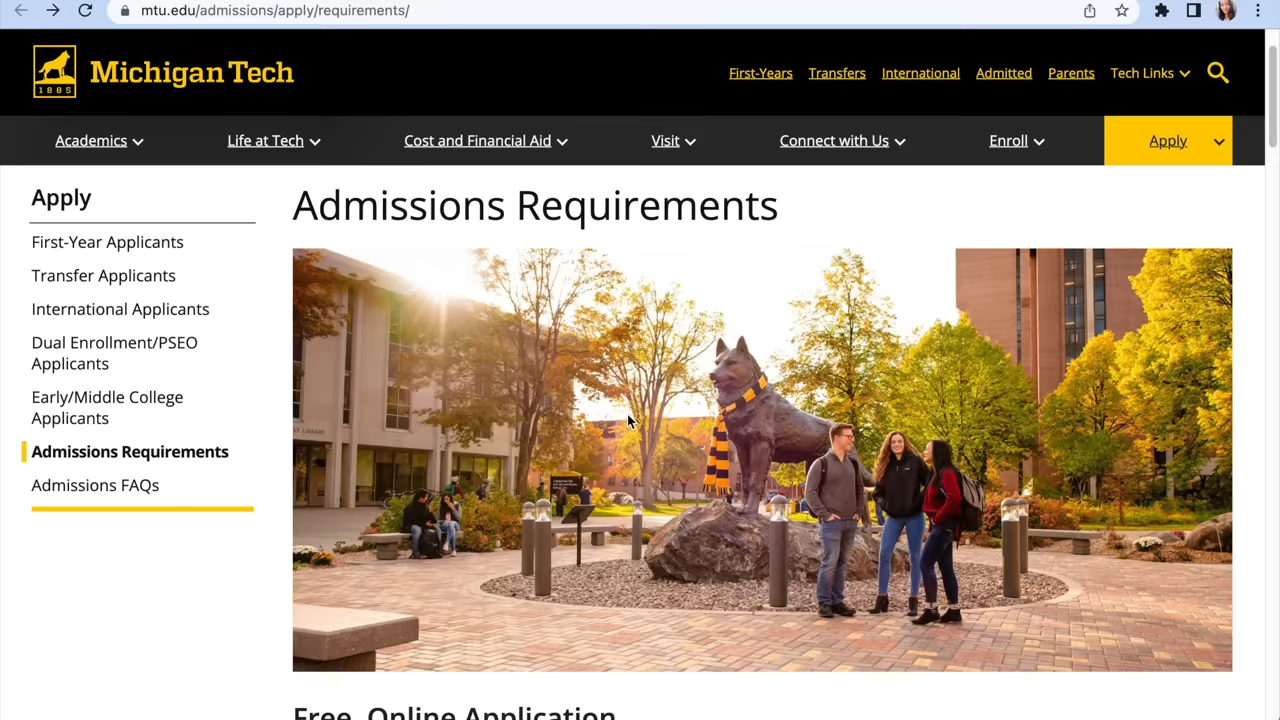 mtu.edu/admissions/apply/requirements/
1885
Michigan Tech
First-Years Transfers International Admitted Parents Tech Links
Academics Life at Tech Cost and Financial Aid Visit Connect with Us Enroll Apply
Apply
First-Year Applicants
Transfer Applicants
International Applicants
Dual Enrollment/PSEO
Applicants
Early/Middle College
Applicants
Admissions Requirements
Admissions FAQs
Admissions Requirements
LIBRARY
Free, Online Application